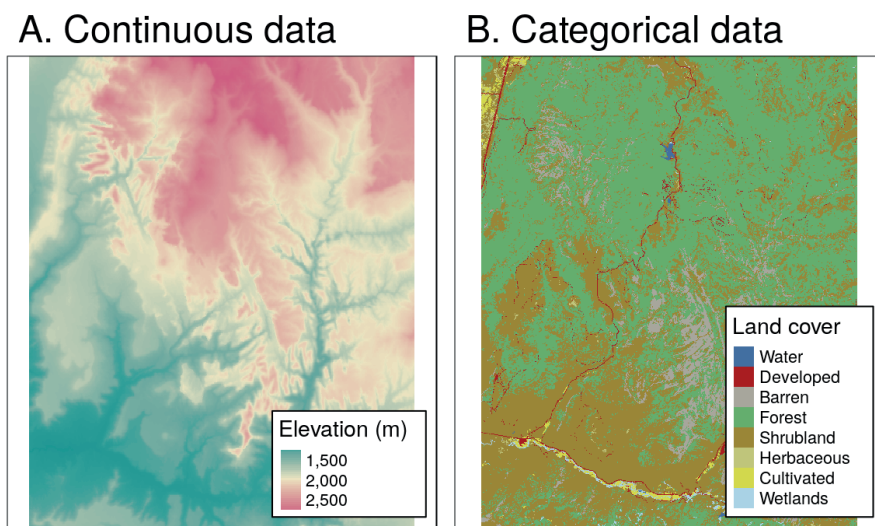 A. Continuous data
B. Categorical data
Elevation (m)
1,500
2,000
2,500
Land cover
Water
Developed
Barren
Forest
Shrubland
Herbaceous
Cultivated
Wetlands